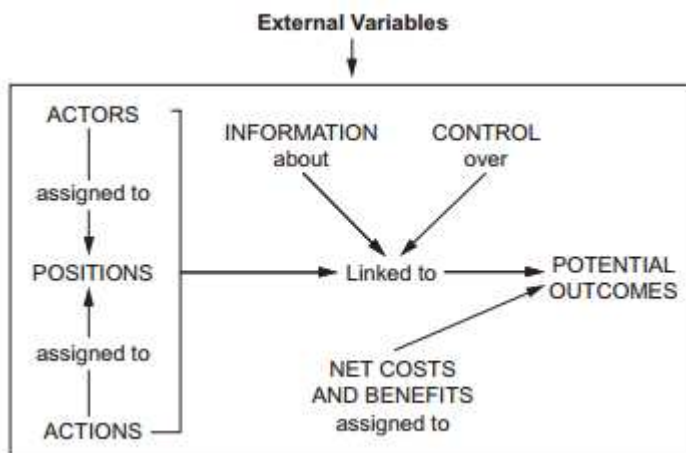 External Variables
ACTORS
assigned to
POSITIONS
assigned to
ACTIONS
INFORMATION
about
CONTROL
over
Linked to
POTENTIAL
OUTCOMES
NET COSTS
AND BENEFITS
assigned to